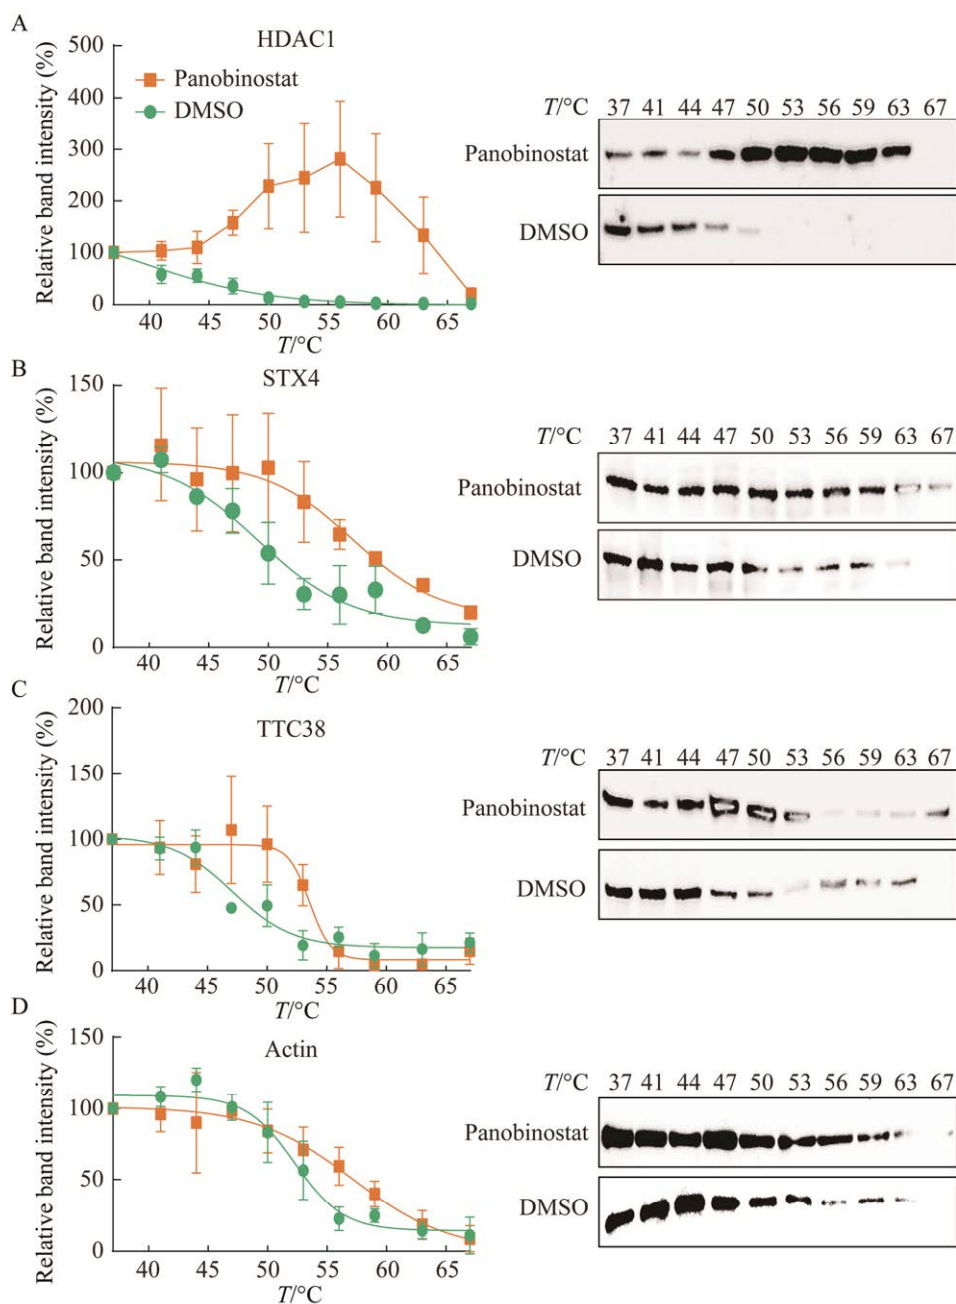 A
HDAC1
Relative band intensity (%)
500
400
300
200
100
0
Panobinostat
DMSO
40 45 50 55 60 65
T/°C
T/°C 37 41 44 47 50 53 56 59 63 67
Panobinostat
DMSO
B
STX4
Relative band intensity (%)
150
100
50
0
40 45 50 55 60 65
T/°C
T/°C 37 41 44 47 50 53 56 59 63 67
Panobinostat
DMSO
C
TTC38
Relative band intensity (%)
200
150
100
50
0
40 45 50 55 60 65
T/°C
T/°C 37 41 44 47 50 53 56 59 63 67
Panobinostat
DMSO
D
Actin
Relative band intensity (%)
150
100
50
0
40 45 50 55 60 65
T/°C
T/°C 37 41 44 47 50 53 56 59 63 67
Panobinostat
DMSO